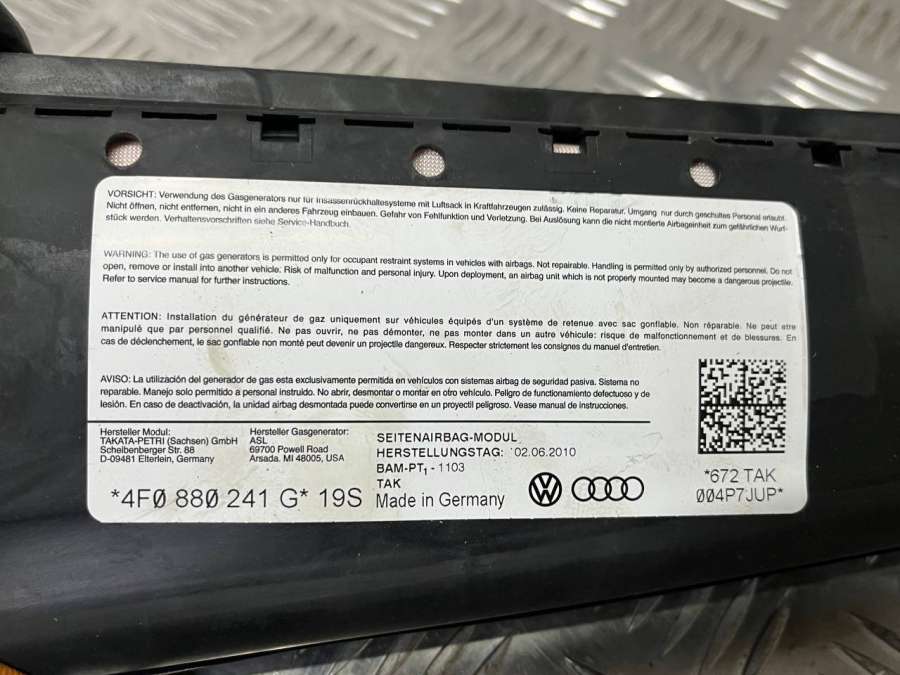 VORSICHT: Verwendung des Gasgenerators nur für Insassenrückhaltesysteme mit Luftsack in Kraftfahrzeugen zulässig. Keine Reparatur. Umgang nur durch geschultes Personal erlaubt.
Nicht öffnen, nicht entfernen, nicht in ein anderes Fahrzeug einbauen. Gefahr von Fehlfunktion und Verletzung. Bei Auslösung kann die nicht montierte Airbageinheit zum gefährlichen Wurf-
stück werden. Verhaltensvorschriften siehe Service-Handbuch.
WARNING: The use of gas generators is permitted only for occupant restraint systems in vehicles with airbags. Not repairable. Handling is permitted only by authorized personnel. Do not
open, remove or install into another vehicle. Risk of malfunction and personal injury. Upon deployment, an airbag unit which is not properly mounted may become a dangerous projectile.
Refer to service manual for further instructions.
ATTENTION: Installation du générateur de gaz uniquement sur véhicules équipés d'un système de retenue avec sac gonflable. Non réparable. Ne peut etre
manipulé que par personnel qualifié. Ne pas ouvrir, ne pas démonter, ne pas monter dans un autre véhicule: risque de malfonctionnement et de blessures. En
cas de déclenchement, le sac gonflable non monté peut devenir un projectile dangereux. Respecter strictement les consignes du manuel d'entretien.
AVISO: La utilización del generador de gas esta exclusivamente permitida en vehículos con sistemas airbag de seguridad pasiva. Sistema no
reparable. Manejo solo permitido a personal instruido. No abrir, desmontar o montar en otro vehículo. Peligro de funcionamiento defectuoso y de
lesión. En caso de deactivación, la unidad airbag desmontada puede convertirse en un proyectil peligroso. Vease manual de instrucciones.
Hersteller Modul:
TAKATA-PETRI (Sachsen) GmbH
Scheibenberger Str. 88
D-09481 Elterlein, Germany
Hersteller Gasgenerator:
ASL
69700 Powell Road
Arsada. MI 48005, USA
*4F0 880 241 G* 19S
SEITENAIRBAG-MODUL
HERSTELLUNGSTAG: 02.06.2010
BAM-PT1-1103
TAK
Made in Germany
*672 TAK
004P7JUP*